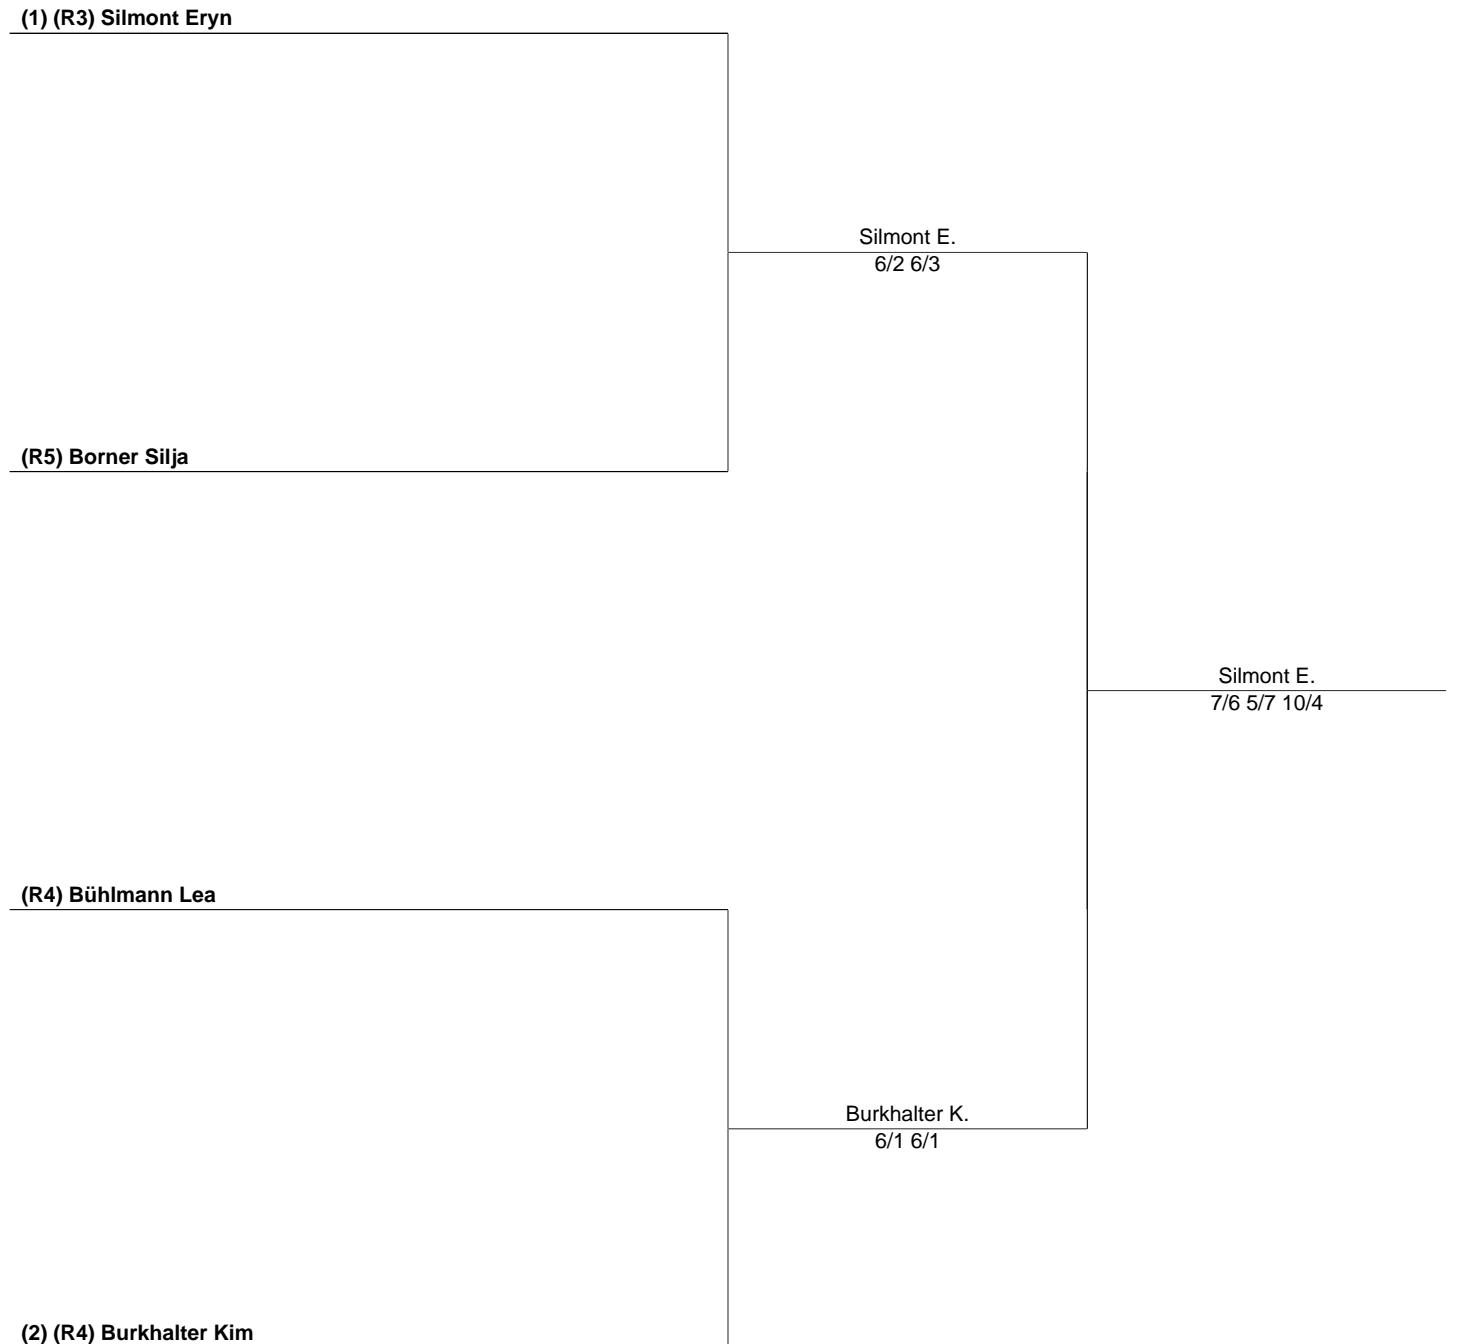 (1) (R3) Silmont Eryn
Silmont E.
6/2 6/3
(R5) Borner Silja
Silmont E.
7/6 5/7 10/4
(R4) Bühlmann Lea
Burkhalter K.
6/1 6/1
(2) (R4) Burkhalter Kim